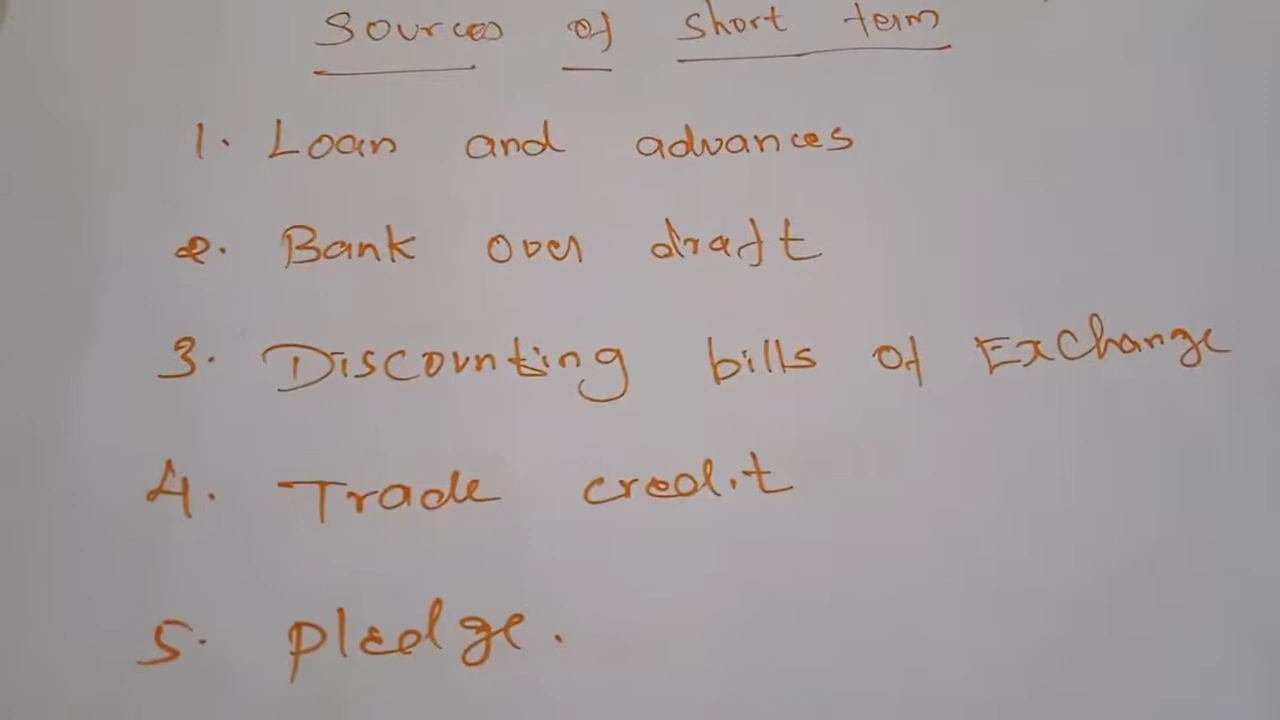 Sources of short term
1. Loan and advances
2. Bank over draft
3. Discounting bills of Exchange
4. Trade credit
5. pledge.